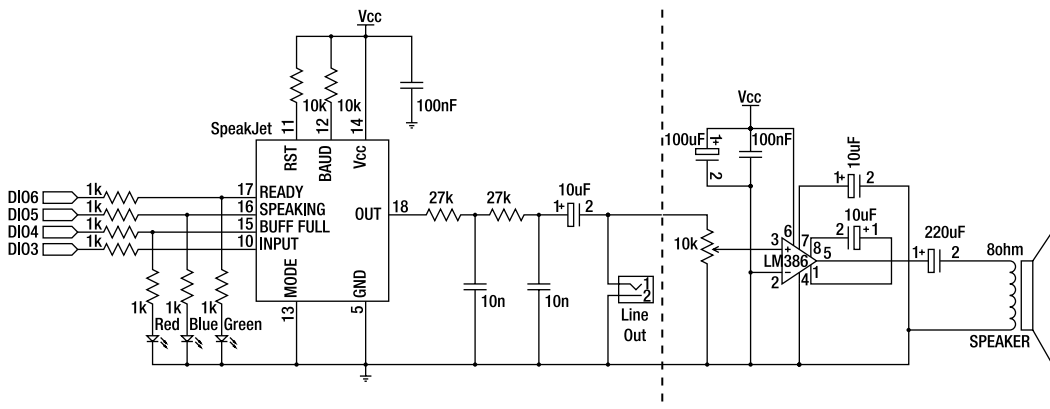 Vcc
10k
10k
100nF
SpeakJet
11
12
14
RST
BAUD
Vcc
DIO6
1k
17
READY
DIO5
1k
16
SPEAKING
DIO4
1k
15
BUFF FULL
DIO3
1k
10
INPUT
OUT
18
27k
27k
10uF
1+
2
MODE
GND
13
5
1k
1k
1k
Red
Blue
Green
10n
10n
1
2
Line
Out
Vcc
100uF
1+
2
100nF
10uF
1+
2
10uF
2
+1
10k
3
+
6
7
8
5
LM386
1
-
2
4
220uF
1+
2
8ohm
SPEAKER